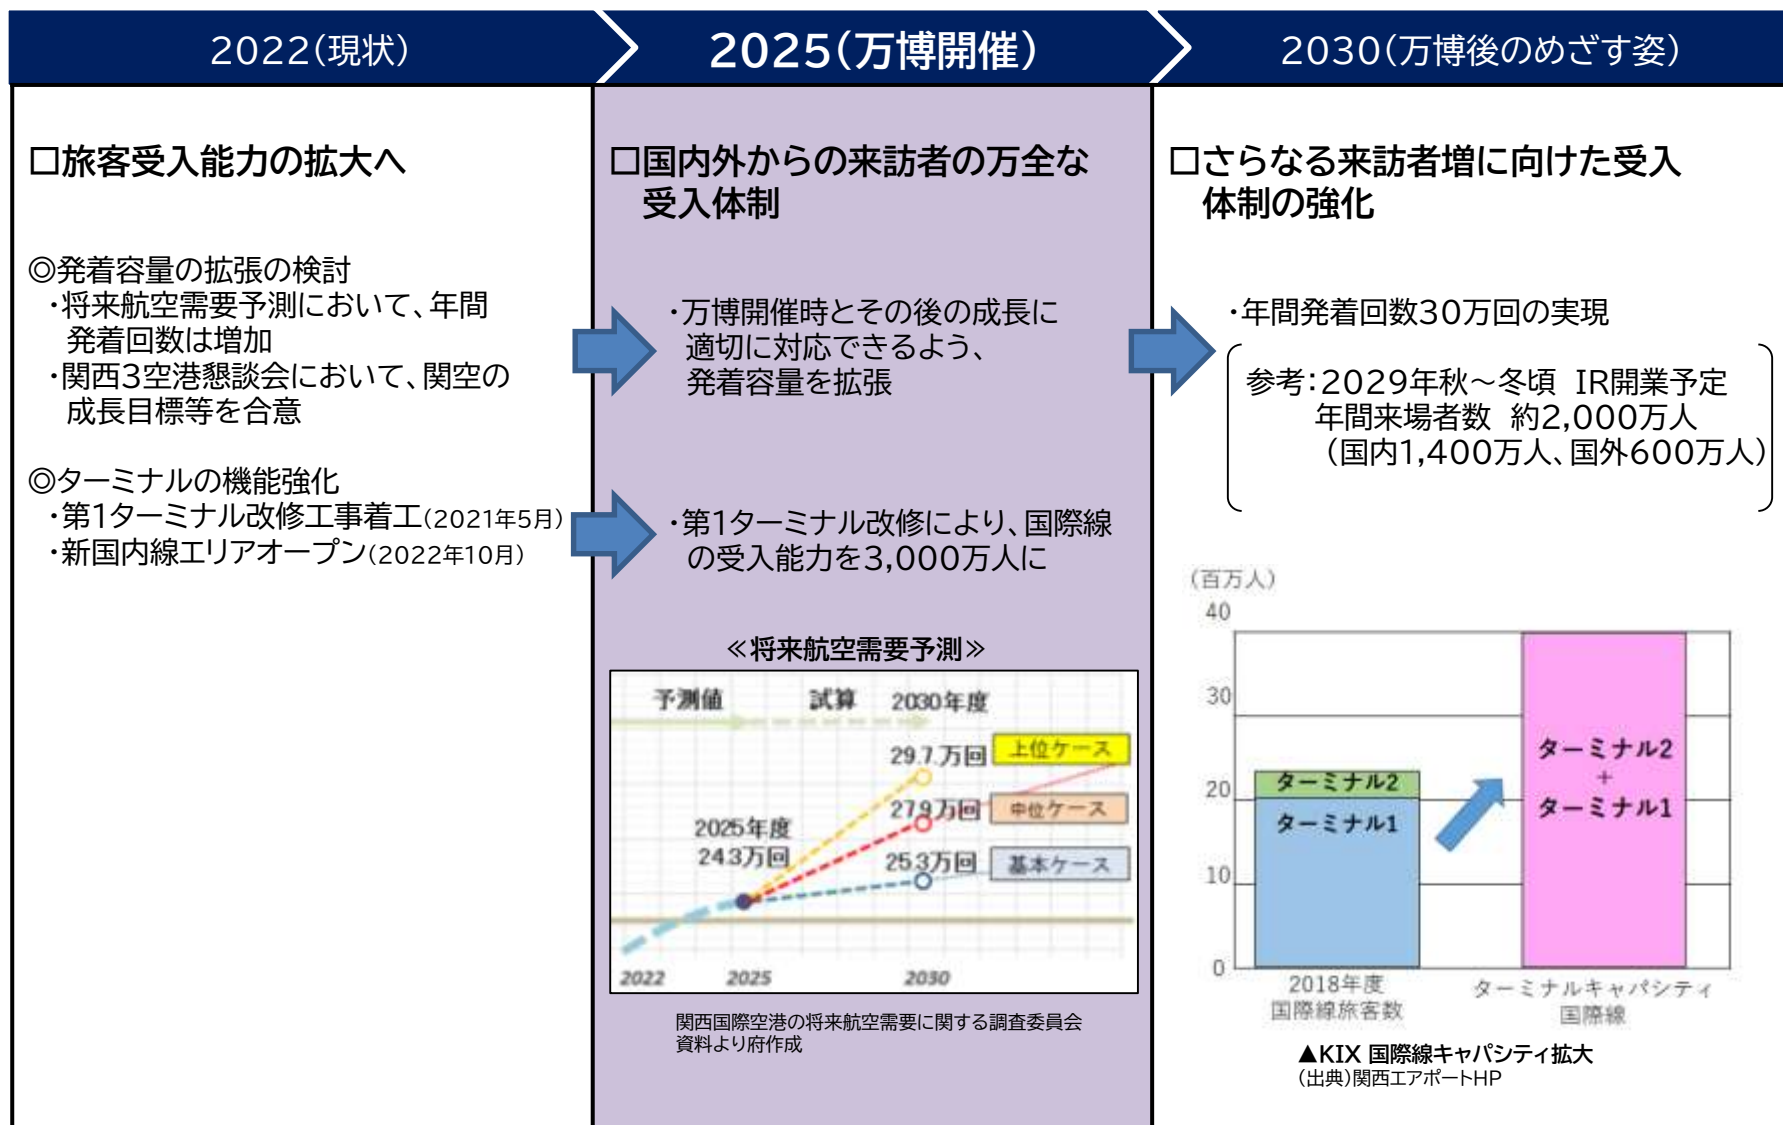 2022(現状)
2025(万博開催)
2030(万博後のめざす姿)
□旅客受入能力の拡大へ
◎発着容量の拡張の検討
・将来航空需要予測において、年間
発着回数は増加
・関西3空港懇談会において、関空の
成長目標等を合意
◎ターミナルの機能強化
・第1ターミナル改修工事着工(2021年5月)
・新国内線エリアオープン(2022年10月)
□国内外からの来訪者の万全な
受入体制
・万博開催時とその後の成長に
適切に対応できるよう、
発着容量を拡張
・第1ターミナル改修により、国際線
の受入能力を3,000万人に
≪将来航空需要予測≫
予測値 試算 2030年度
29.7万回 上位ケース
27.9万回 中位ケース
2025年度
24.3万回
25.3万回 基本ケース
2022 2025 2030
関西国際空港の将来航空需要に関する調査委員会
資料より府作成
□さらなる来訪者増に向けた受入
体制の強化
・年間発着回数30万回の実現
参考:2029年秋～冬頃 IR開業予定
年間来場者数 約2,000万人
(国内1,400万人、国外600万人)
(百万人)
40
30
20
10
0
ターミナル2
ターミナル1
ターミナル2
+
ターミナル1
2018年度
国際線旅客数
ターミナルキャパシティ
国際線
▲KIX 国際線キャパシティ拡大
(出典)関西エアポートHP